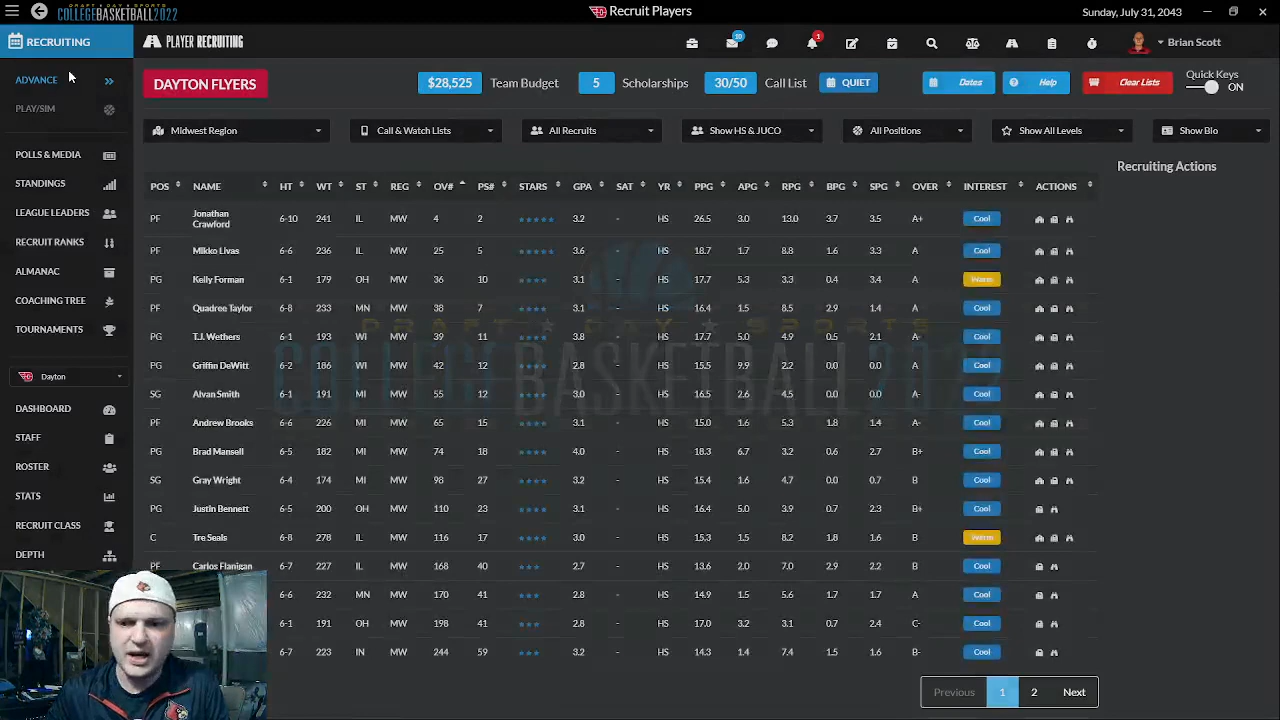 DRAFT DAY SPORTS
COLLEGE BASKETBALL 2022
Recruit Players
Sunday, July 31, 2043
RECRUITING
PLAYER RECRUITING
10
1
Brian Scott
ADVANCE
PLAY/SIM
POLLS & MEDIA
STANDINGS
LEAGUE LEADERS
RECRUIT RANKS
ALMANAC
COACHING TREE
TOURNAMENTS
Dayton
DASHBOARD
STAFF
ROSTER
STATS
RECRUIT CLASS
DEPTH
DAYTON FLYERS
$28,525 Team Budget 5 Scholarships 30/50 Call List QUIET Dates Help Clear Lists
Quick Keys
ON
Midwest Region Call & Watch Lists All Recruits Show HS & JUCO All Positions Show All Levels Show Bio
Recruiting Actions
POS NAME HT WT ST REG OV# PS# STARS GPA SAT YR PPG APG RPG BPG SPG OVER INTEREST ACTIONS
PF Jonathan Crawford 6-10 241 IL MW 4 2 ★★★★★ 3.2 - HS 26.5 3.0 13.0 3.7 3.5 A+ Cool
PF Mikko Livas 6-6 236 IL MW 25 5 ★★★★★ 3.6 - HS 18.7 1.7 8.8 1.6 3.3 A Cool
PG Kelly Forman 6-1 179 OH MW 36 10 ★★★★ 3.1 - HS 17.7 5.3 3.3 0.4 3.4 A Warm
PF Quadree Taylor 6-8 233 MN MW 38 7 ★★★★ 3.1 - HS 16.4 1.5 8.5 2.9 1.4 A Cool
PG T.J. Wethers 6-1 193 WI MW 39 11 ★★★★ 3.8 - HS 17.7 5.0 4.9 0.5 2.1 A- Cool
PG Griffin DeWitt 6-2 186 WI MW 42 12 ★★★★ 2.8 - HS 15.5 9.9 2.2 0.0 0.0 A Cool
SG Alvan Smith 6-1 191 MI MW 55 12 ★★★★ 3.0 - HS 16.5 2.6 4.5 0.0 0.0 A- Cool
PF Andrew Brooks 6-6 226 MI MW 65 15 ★★★★ 3.1 - HS 15.0 1.6 5.3 1.8 1.4 A- Cool
PG Brad Mansell 6-5 182 MI MW 74 18 ★★★★ 4.0 - HS 18.3 6.7 3.2 0.6 2.7 B+ Cool
SG Gray Wright 6-4 174 MI MW 98 27 ★★★★ 3.2 - HS 15.4 1.6 4.7 0.0 0.7 B Cool
PG Justin Bennett 6-5 200 OH MW 110 23 ★★★★ 3.1 - HS 16.4 5.0 3.9 0.7 2.3 B+ Cool
C Tre Seals 6-8 278 IL MW 116 17 ★★★★ 3.0 - HS 15.3 1.5 8.2 1.8 1.6 B Warm
PF Carlos Flanigan 6-7 227 IL MW 168 40 ★★★ 2.7 - HS 13.6 2.0 7.0 2.9 2.2 B Cool
6-6 232 MN MW 170 41 ★★★ 2.8 - HS 14.9 1.5 5.6 1.7 1.7 A Cool
6-1 191 OH MW 198 41 ★★★ 2.8 - HS 17.0 3.2 3.1 0.7 2.4 C- Cool
6-7 223 IN MW 244 59 ★★★ 3.2 - HS 14.3 1.4 7.4 1.5 1.6 B- Cool
Previous 1 2 Next
DRAFT ★ DAY ★ SPORTS
COLLEGE BASKETBALL 2022